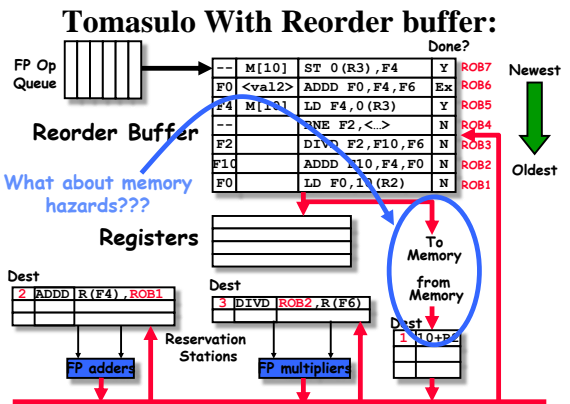 Tomasulo With Reorder buffer:
Done?
FP Op
Queue
-- M[10] ST 0(R3),F4 Y ROB7
F0 <val2> ADDD F0,F4,F6 Ex ROB6
F4 M[10] LD F4,0(R3) Y ROB5
-- BNE F2,<…> N ROB4
F2 DIVD F2,F10,F6 N ROB3
F10 ADDD F10,F4,F0 N ROB2
F0 LD F0,10(R2) N ROB1
Newest
Oldest
Reorder Buffer
What about memory
hazards???
Registers
To
Memory
from
Memory
Dest
2 ADDD R(F4),ROB1
Dest
3 DIVD ROB2,R(F6)
Dest
1 10+R2
Reservation
Stations
FP adders
FP multipliers